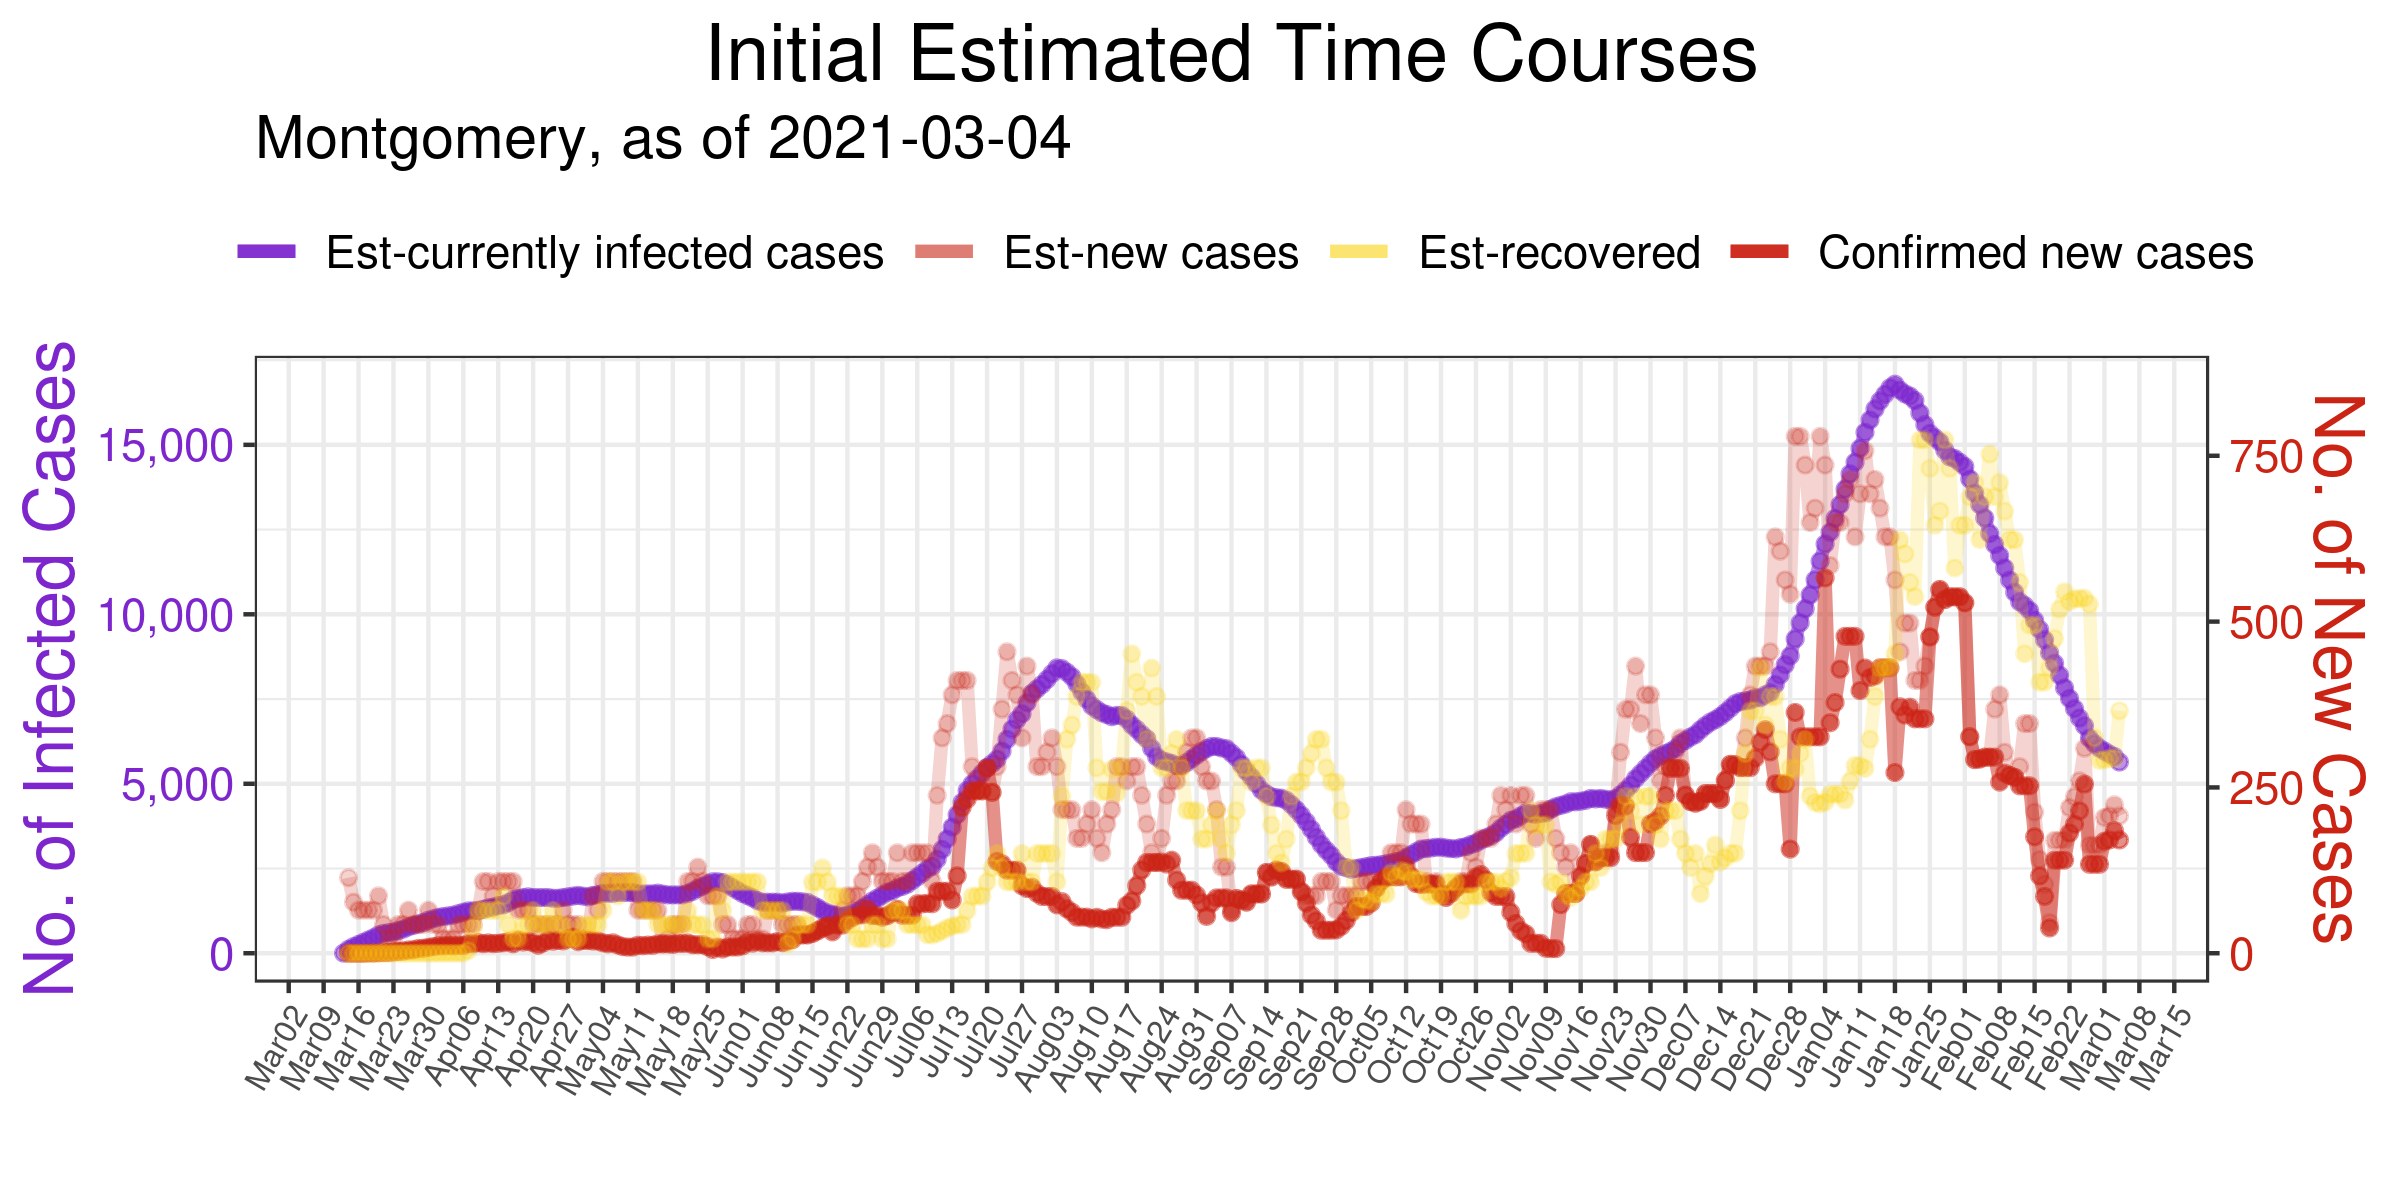 Initial Estimated Time Courses
Montgomery, as of 2021-03-04
Est-currently infected cases Est-new cases Est-recovered Confirmed new cases
No. of Infected Cases
15,000
10,000
5,000
0
750
500
250
0
No. of New Cases
Mar02 Mar09 Mar16 Mar23 Mar30 Apr06 Apr13 Apr20 Apr27 May04 May11 May18 May25 Jun01 Jun08 Jun15 Jun22 Jun29 Jul06 Jul13 Jul20 Jul27 Aug03 Aug10 Aug17 Aug24 Aug31 Sep07 Sep14 Sep21 Sep28 Oct05 Oct12 Oct19 Oct26 Nov02 Nov09 Nov16 Nov23 Nov30 Dec07 Dec14 Dec21 Dec28 Jan04 Jan11 Jan18 Jan25 Feb01 Feb08 Feb15 Feb22 Mar01 Mar08 Mar15